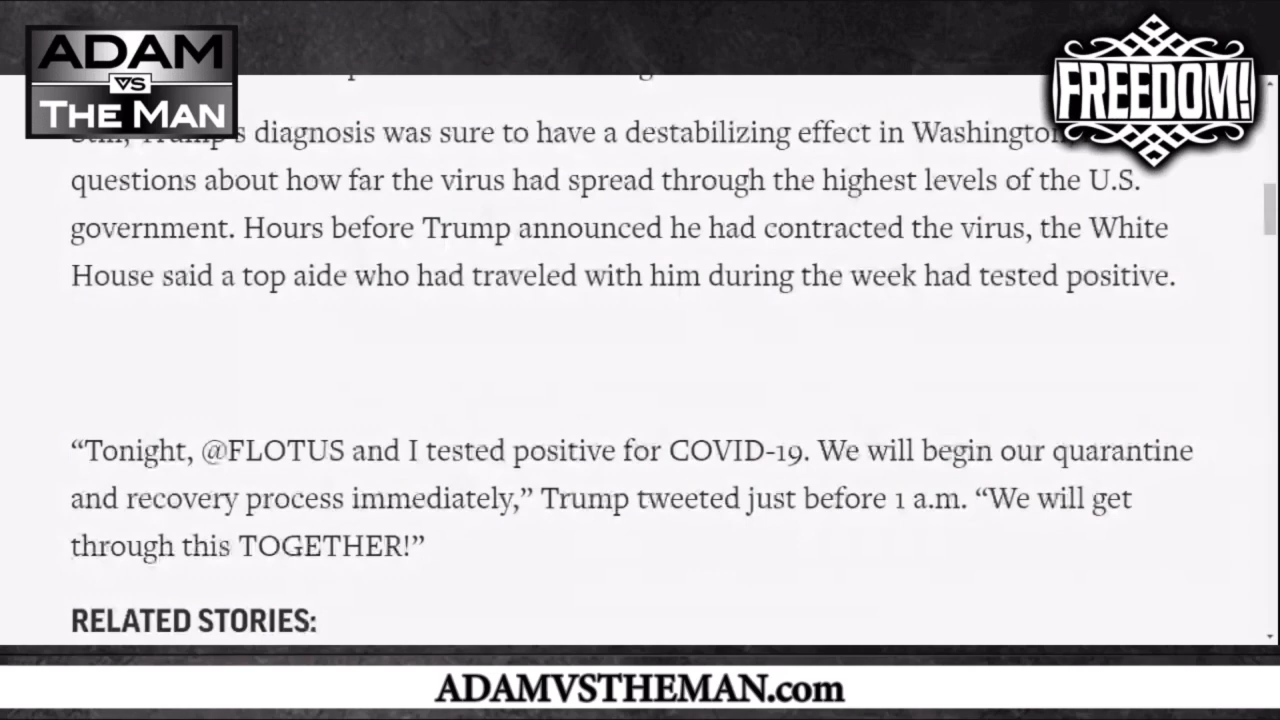 ADAM
VS
THE MAN
FREEDOM!
Trump's diagnosis was sure to have a destabilizing effect in Washington
questions about how far the virus had spread through the highest levels of the U.S.
government. Hours before Trump announced he had contracted the virus, the White
House said a top aide who had traveled with him during the week had tested positive.
“Tonight, @FLOTUS and I tested positive for COVID-19. We will begin our quarantine
and recovery process immediately,” Trump tweeted just before 1 a.m. “We will get
through this TOGETHER!”
RELATED STORIES:
ADAMVSTHEMAN.com